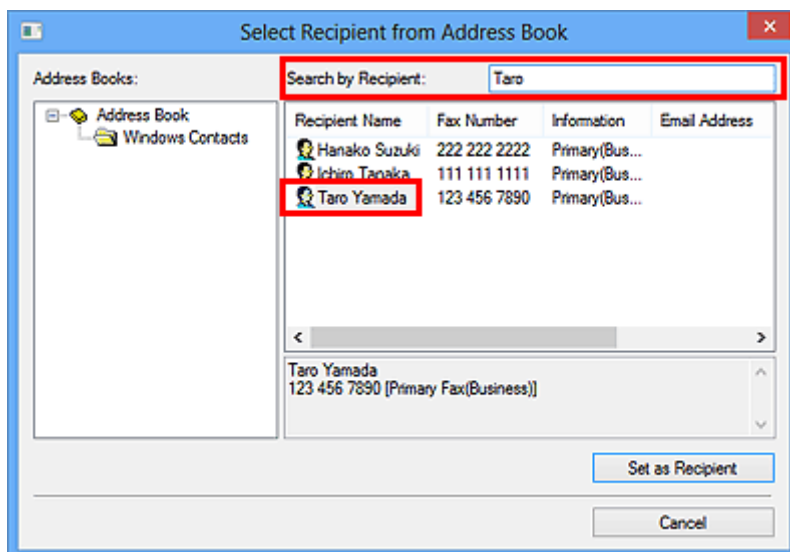 Select Recipient from Address Book
Address Books:
Search by Recipient: Taro
Address Book
Windows Contacts
Recipient Name Fax Number Information Email Address
Hanako Suzuki 222 222 2222 Primary(Bus...
Ichiro Tanaka 111 111 1111 Primary(Bus...
Taro Yamada 123 456 7890 Primary(Bus...
Taro Yamada
123 456 7890 [Primary Fax(Business)]
Set as Recipient
Cancel